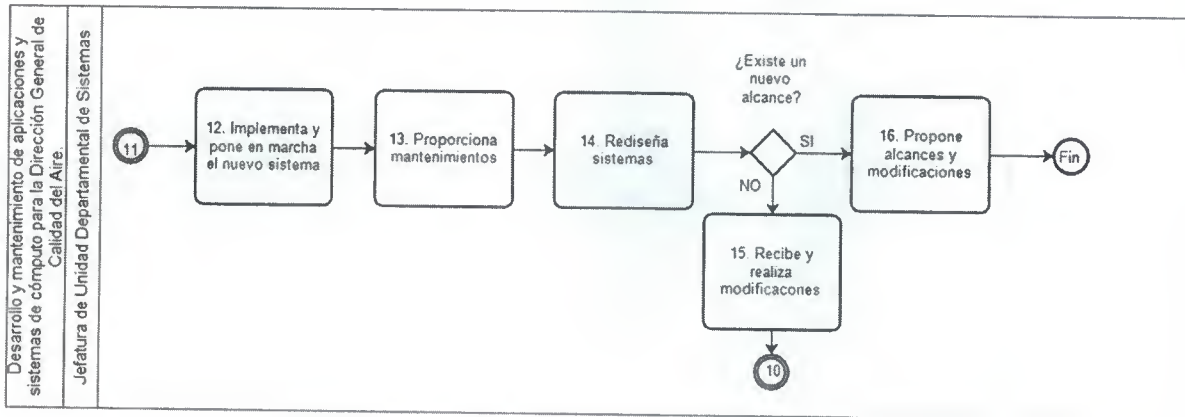 Desarrollo y mantenimiento de aplicaciones y
sistemas de cómputo para la Dirección General de
Calidad del Aire.
Jefatura de Unidad Departamental de Sistemas
11
12. Implementa y
pone en marcha
el nuevo sistema
13. Proporciona
mantenimientos
14. Rediseña
sistemas
¿Existe un
nuevo
alcance?
SI
NO
16. Propone
alcances y
modificaciones
Fin
15. Recibe y
realiza
modificacones
10